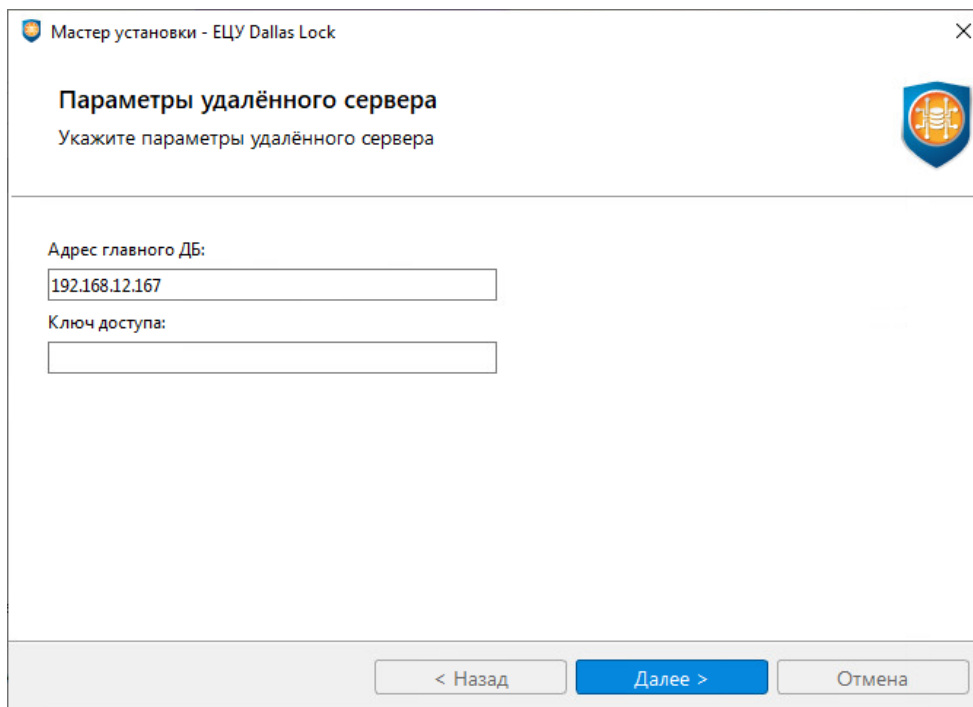 Мастер установки - ЕЦУ Dallas Lock
Параметры удалённого сервера
Укажите параметры удалённого сервера
Адрес главного ДБ:
192.168.12.167
Ключ доступа:
< Назад
Далее >
Отмена